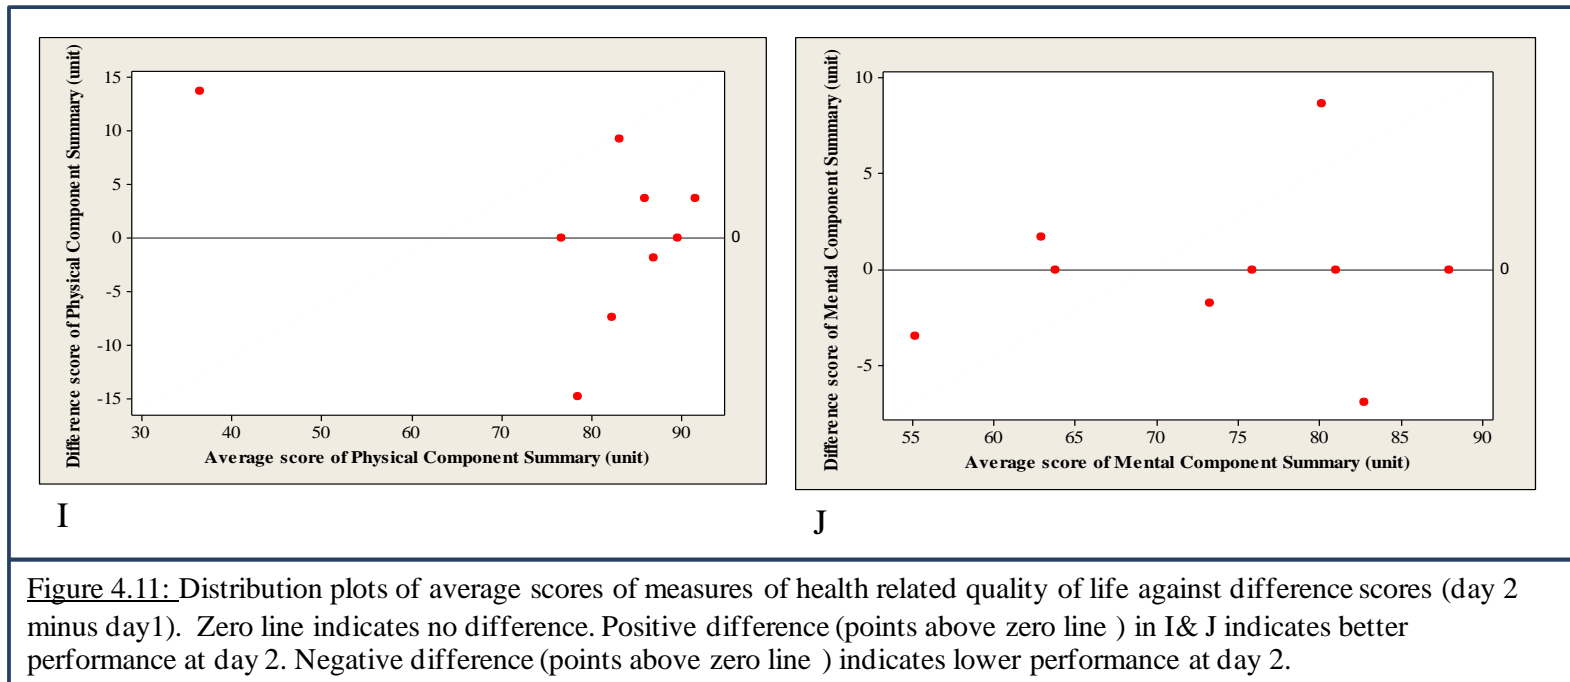 Difference score of Physical Component Summary (unit)
15
10
5
0
-5
-10
-15
0
30 40 50 60 70 80 90
Average score of Physical Component Summary (unit)
I
Difference score of Mental Component Summary (unit)
10
5
0
-5
0
55 60 65 70 75 80 85 90
Average score of Mental Component Summary (unit)
J
Figure 4.11: Distribution plots of average scores of measures of health related quality of life against difference scores (day 2
minus day1). Zero line indicates no difference. Positive difference (points above zero line ) in I& J indicates better
performance at day 2. Negative difference (points above zero line ) indicates lower performance at day 2.